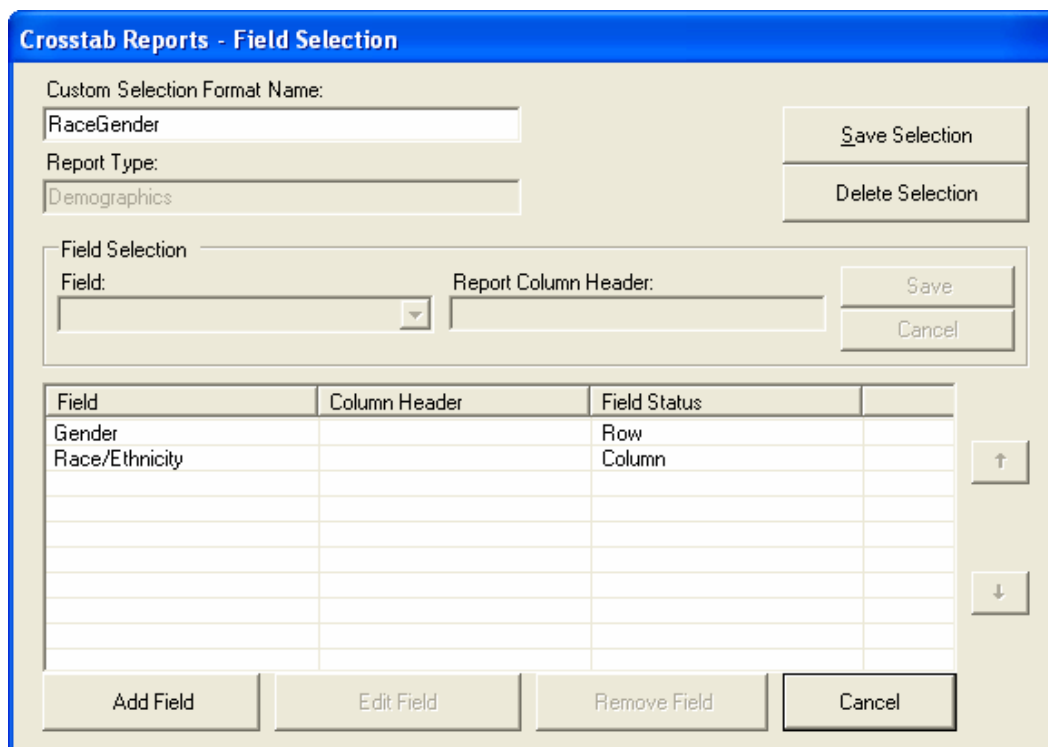 Crosstab Reports - Field Selection
Custom Selection Format Name:
RaceGender
Save Selection
Report Type:
Demographics
Delete Selection
Field Selection
Field:
Report Column Header:
Save
Cancel
Field Column Header Field Status
Gender Row
Race/Ethnicity Column
Add Field
Edit Field
Remove Field
Cancel